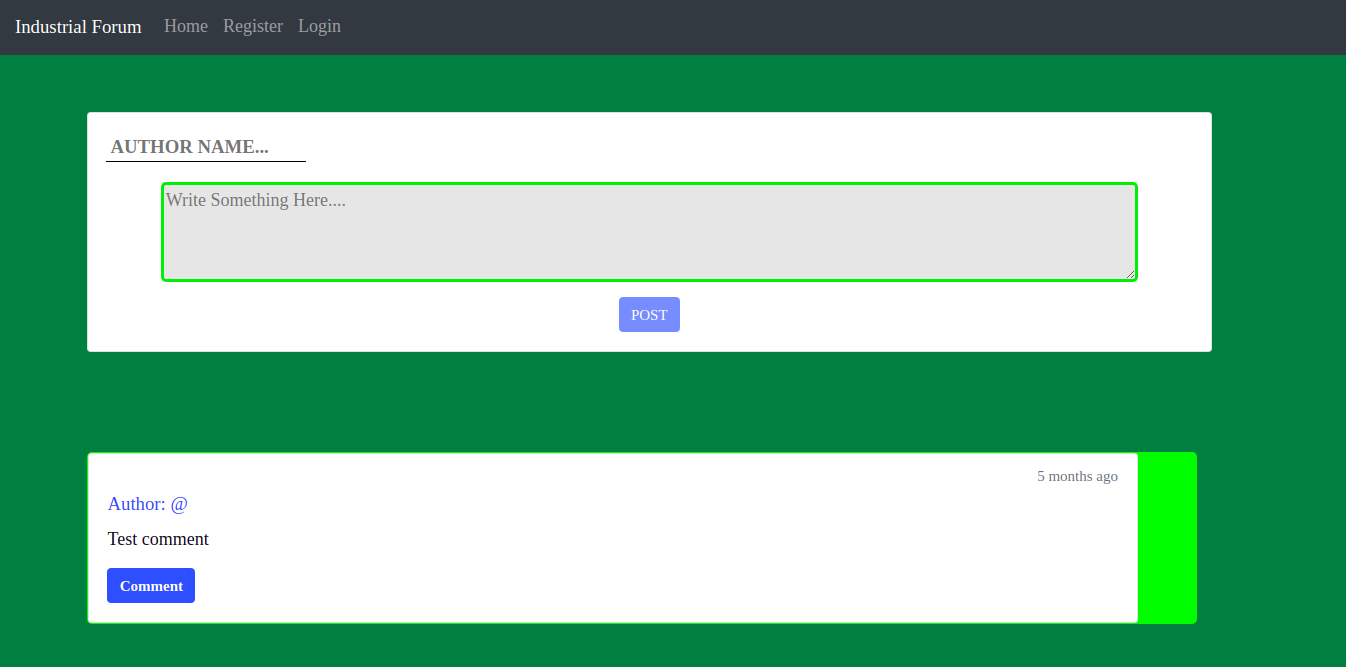 Industrial Forum Home Register Login
AUTHOR NAME...
Write Something Here....
POST
5 months ago
Author: @
Test comment
Comment